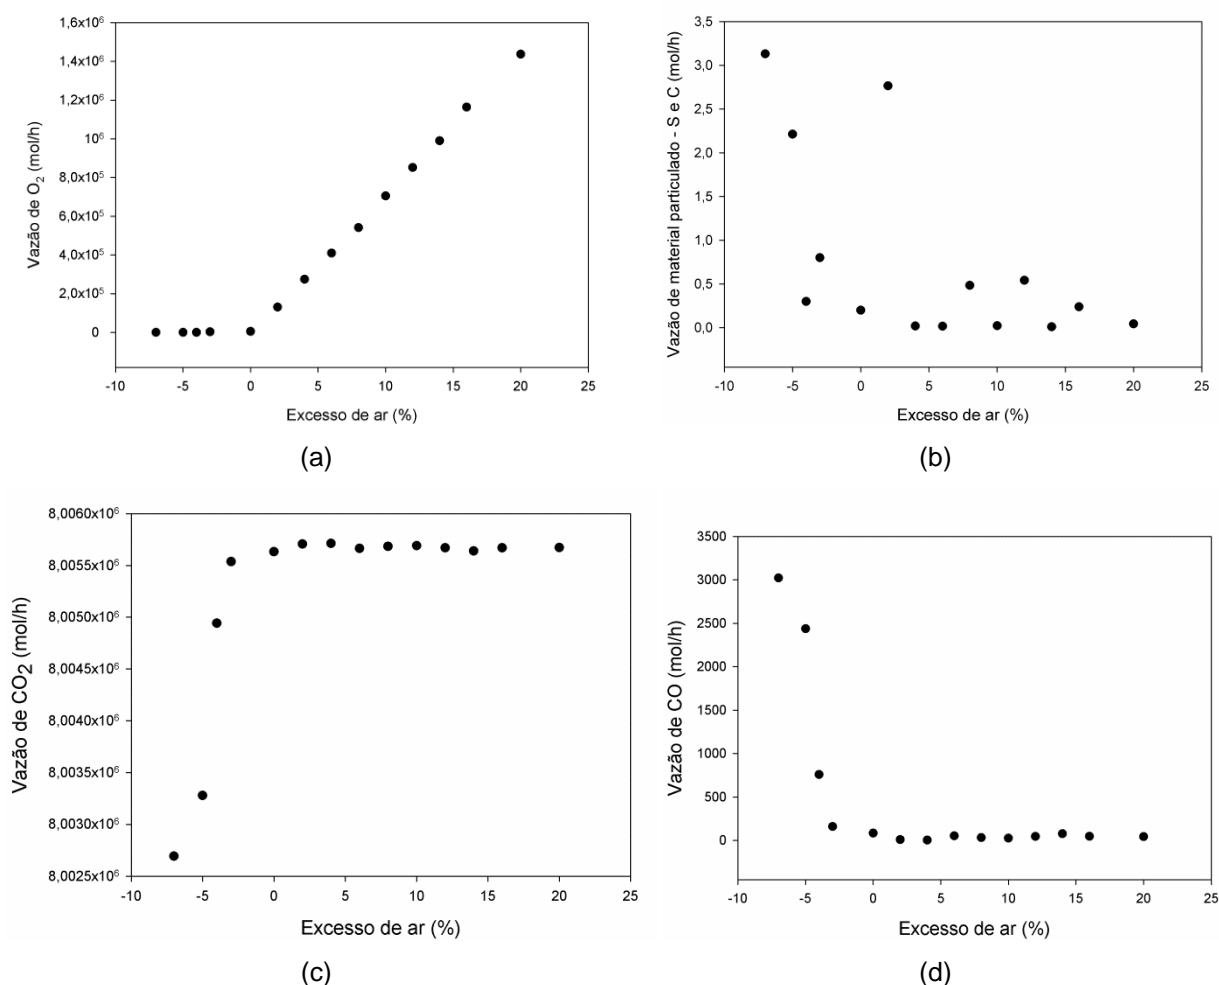 1,6x10⁶
1,4x10⁶
1,2x10⁶
10⁶
8,0x10⁵
6,0x10⁵
4,0x10⁵
2,0x10⁵
0
Vazão de O₂ (mol/h)
-10 -5 0 5 10 15 20 25
Excesso de ar (%)
(a)
3,5
3,0
2,5
2,0
1,5
1,0
0,5
0,0
Vazão de material particulado - S e C (mol/h)
-10 -5 0 5 10 15 20 25
Excesso de ar (%)
(b)
8,0060x10⁶
8,0055x10⁶
8,0050x10⁶
8,0045x10⁶
8,0040x10⁶
8,0035x10⁶
8,0030x10⁶
8,0025x10⁶
Vazão de CO₂ (mol/h)
-10 -5 0 5 10 15 20 25
Excesso de ar (%)
(c)
3500
3000
2500
2000
1500
1000
500
0
Vazão de CO (mol/h)
-10 -5 0 5 10 15 20 25
Excesso de ar (%)
(d)